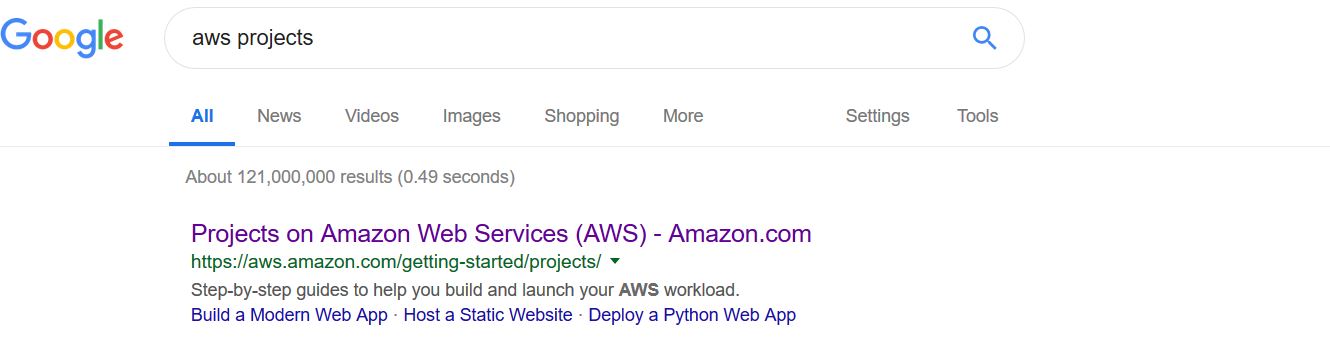 Google
aws projects
All News Videos Images Shopping More Settings Tools
About 121,000,000 results (0.49 seconds)
Projects on Amazon Web Services (AWS) - Amazon.com
https://aws.amazon.com/getting-started/projects/
Step-by-step guides to help you build and launch your AWS workload.
Build a Modern Web App · Host a Static Website · Deploy a Python Web App